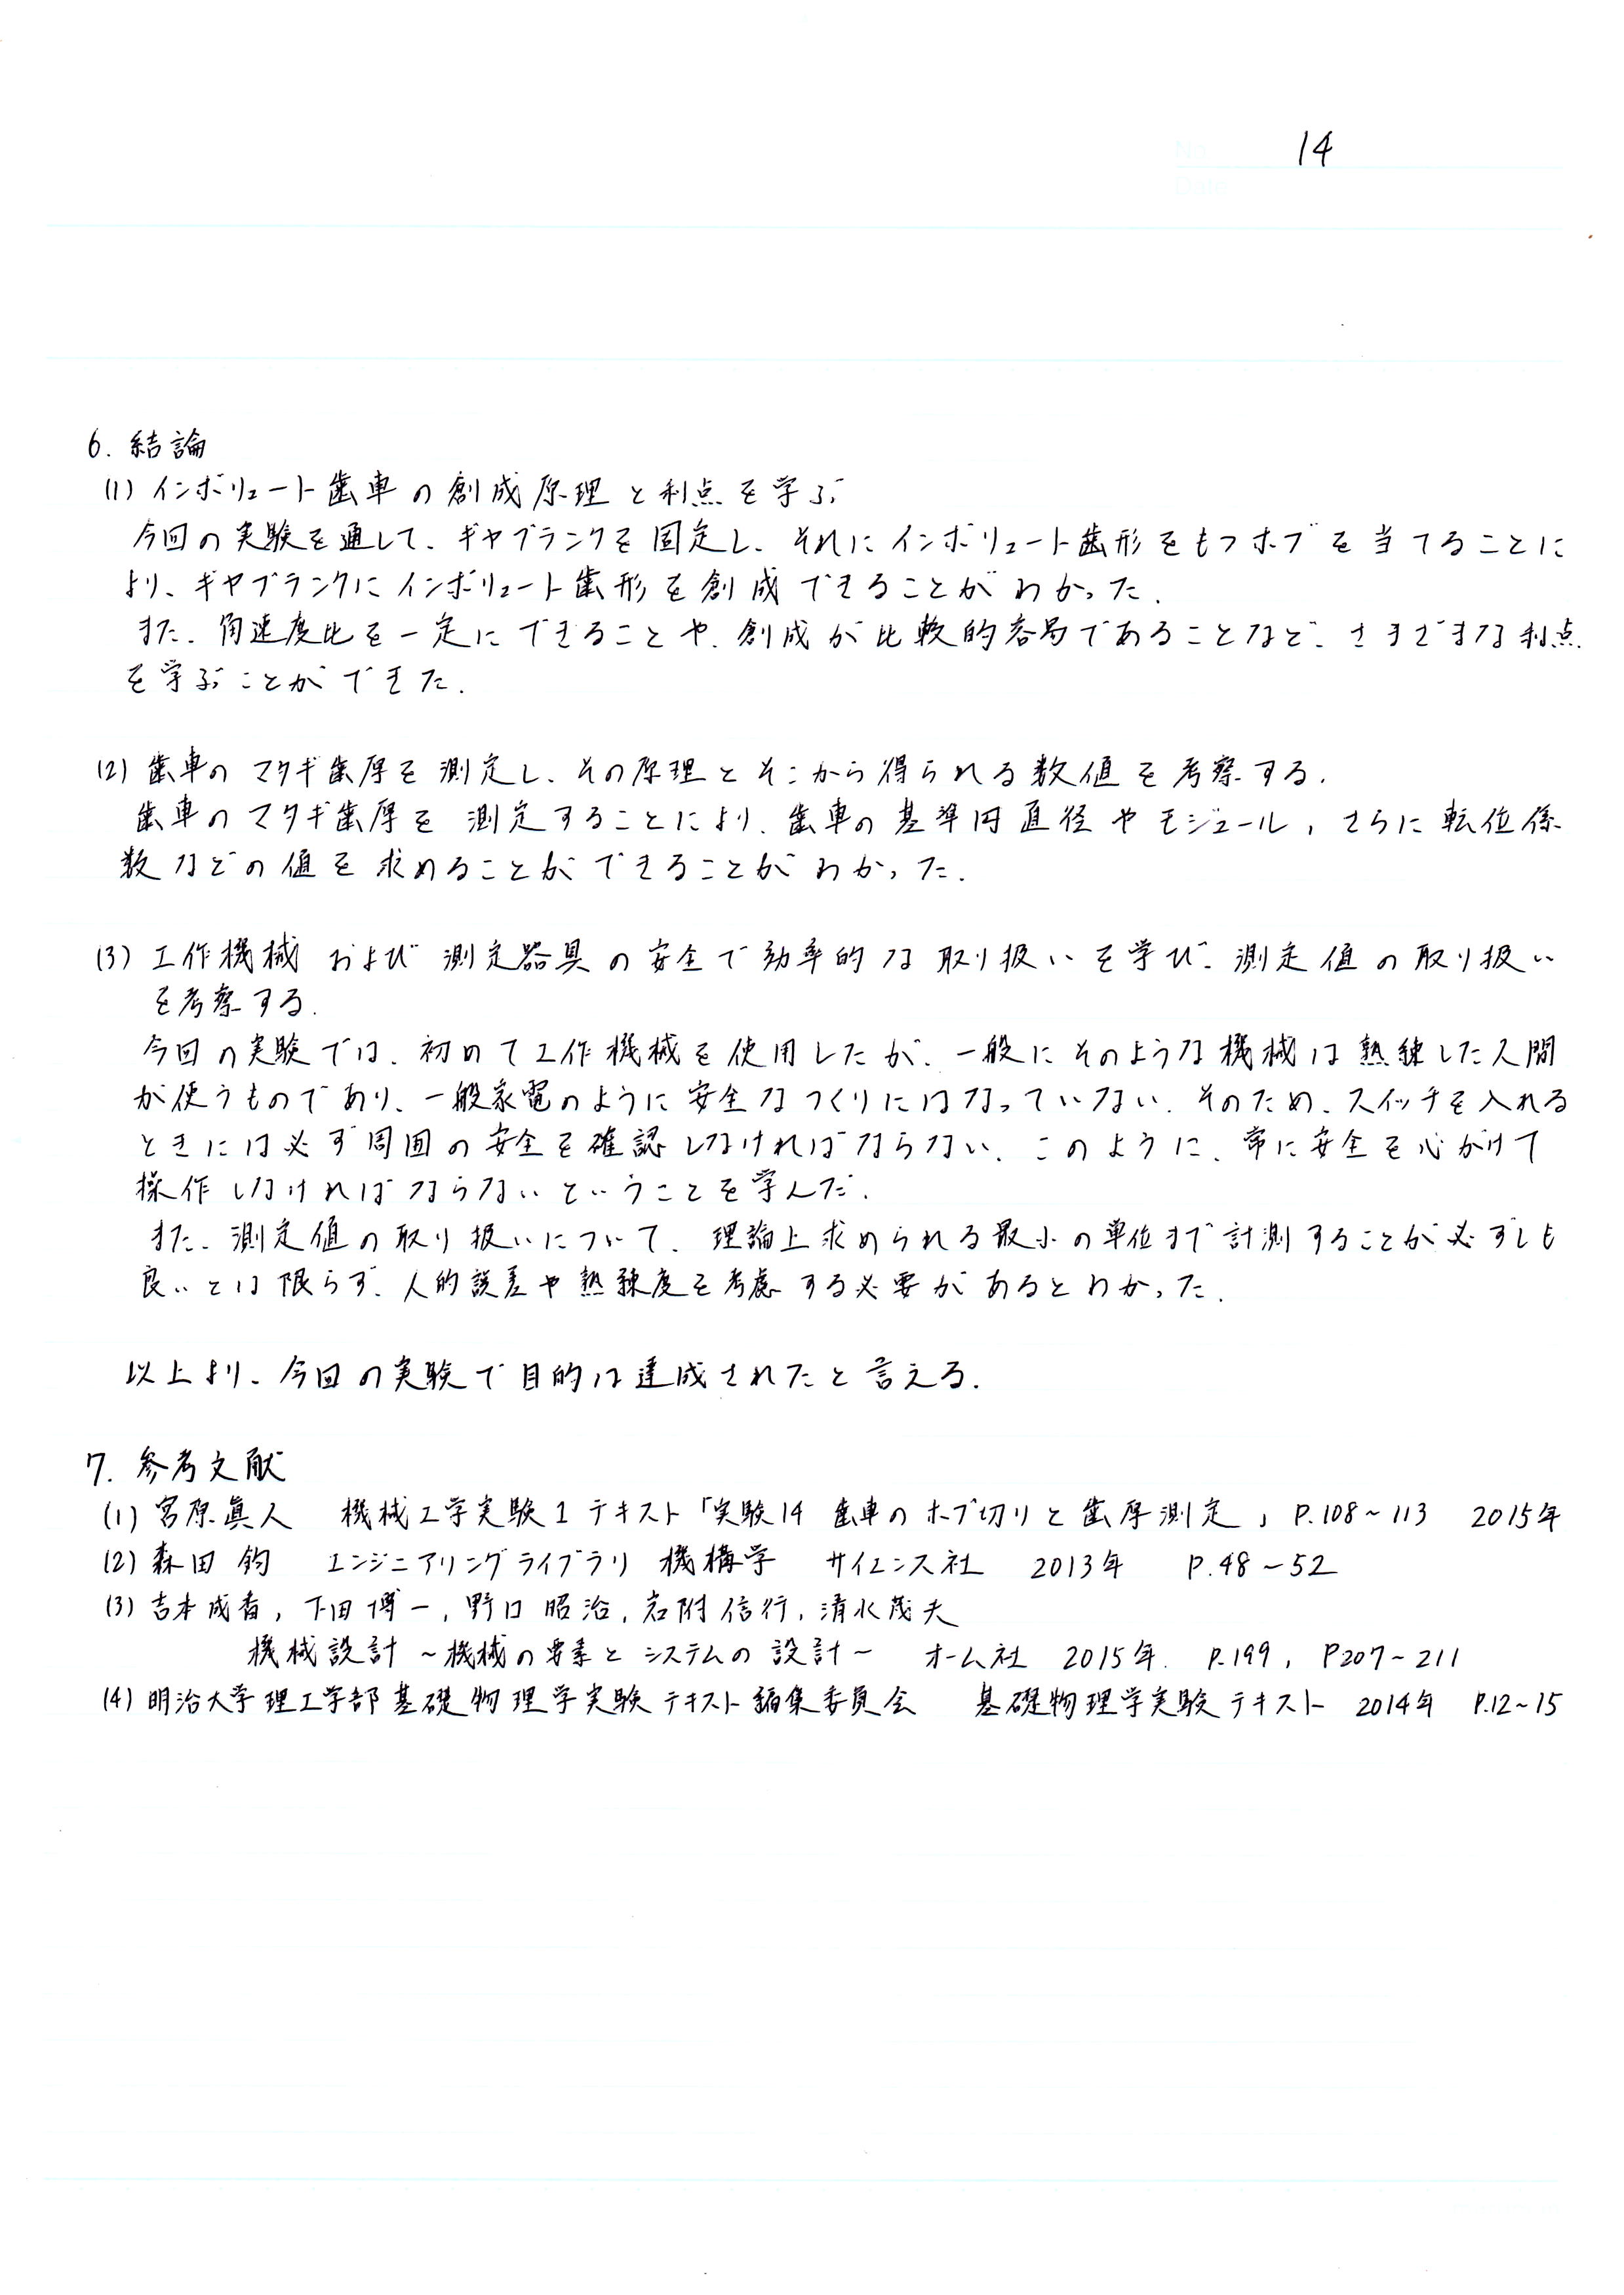 14
6. 結論
(1) インボリュート歯車の創成原理と利点を学ぶ
今回の実験を通して、ギヤブランクを固定し、それにインボリュート歯形をもつホブを当てることに
より、ギヤブランクにインボリュート歯形を創成できることがわかった.
また、角速度比を一定にできることや、創成が比較的容易であることなど、さまざまな利点
を学ぶことができた.
(2) 歯車のマタギ歯厚を測定し、その原理とそこから得られる数値を考察する.
歯車のマタギ歯厚を測定することにより、歯車の基準円直径やモジュール, さらに転位係
数などの値を求めることができることがわかった.
(3) 工作機械および測定器具の安全で効率的な取り扱いを学び、測定値の取り扱い
を考察する.
今回の実験では、初めて工作機械を使用したが、一般にそのような機械は熟練した人間
が使うものであり、一般家電のように安全なつくりにはなっていない. そのため、スイッチを入れる
ときには必ず周囲の安全を確認しなければならない. このように、常に安全を心がけて
操作しなければならないということを学んだ.
また、測定値の取り扱いについて、理論上求められる最小の単位まで計測することが必ずしも
良いとは限らず、人的誤差や熟練度を考慮する必要があるとわかった.
以上より、今回の実験で目的は達成されたと言える.
7. 参考文献
(1) 宮原眞人 機械工学実験1テキスト「実験14 歯車のホブ切りと歯厚測定」 P.108~113 2015年
(2) 森田 鈞 エンジニアリングライブラリ 機構学 サイエンス社 2013年 P.48~52
(3) 吉本成香, 下田博一, 野口昭治, 岩附信行, 清水茂夫
機械設計 ~機械の要素とシステムの設計~ オーム社 2015年. P.199, P207~211
(4) 明治大学理工学部基礎物理学実験テキスト編集委員会 基礎物理学実験テキスト 2014年 P.12~15